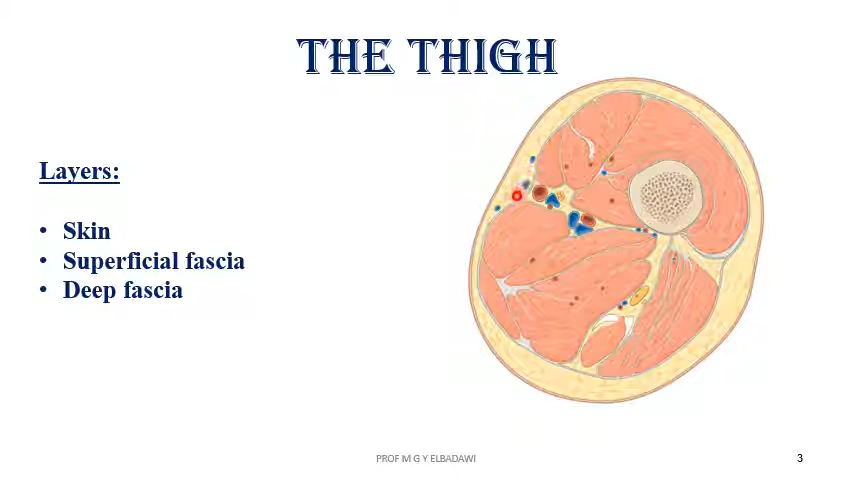 THE THIGH
Layers:
• Skin
• Superficial fascia
• Deep fascia
PROF M G Y ELBADAWI
3